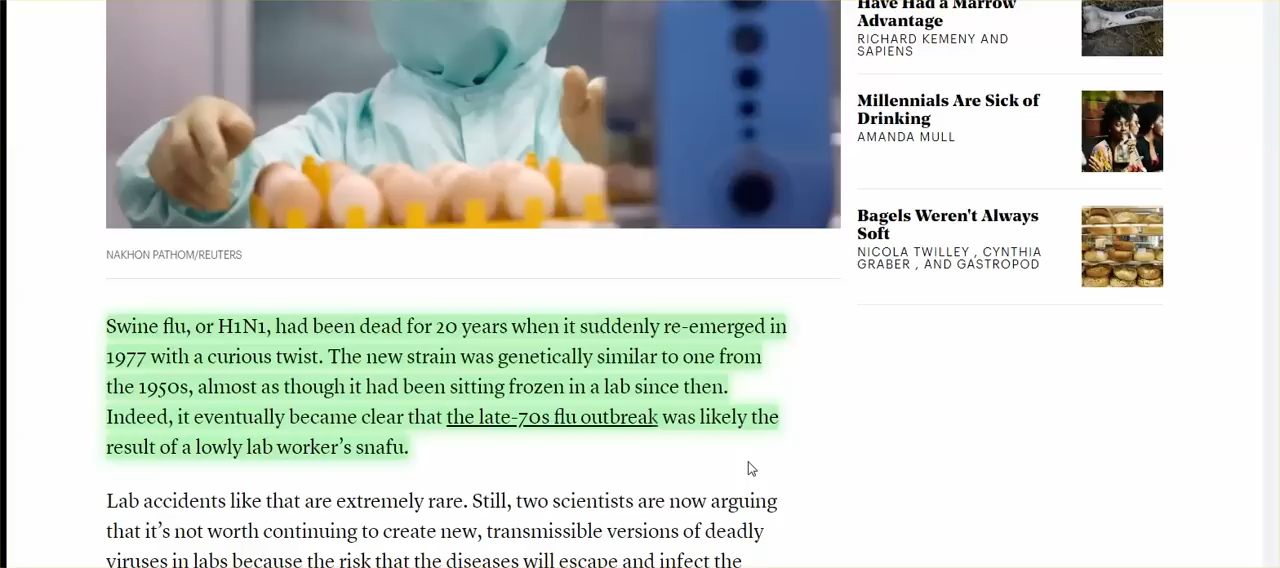 NAKHON PATHOM/REUTERS
Swine flu, or H1N1, had been dead for 20 years when it suddenly re-emerged in
1977 with a curious twist. The new strain was genetically similar to one from
the 1950s, almost as though it had been sitting frozen in a lab since then.
Indeed, it eventually became clear that the late-70s flu outbreak was likely the
result of a lowly lab worker’s snafu.
Lab accidents like that are extremely rare. Still, two scientists are now arguing
that it’s not worth continuing to create new, transmissible versions of deadly
viruses in labs because the risk that the diseases will escape and infect the
Have Had a Marrow
Advantage
RICHARD KEMENY AND
SAPIENS
Millennials Are Sick of
Drinking
AMANDA MULL
Bagels Weren't Always
Soft
NICOLA TWILLEY , CYNTHIA
GRABER , AND GASTROPOD